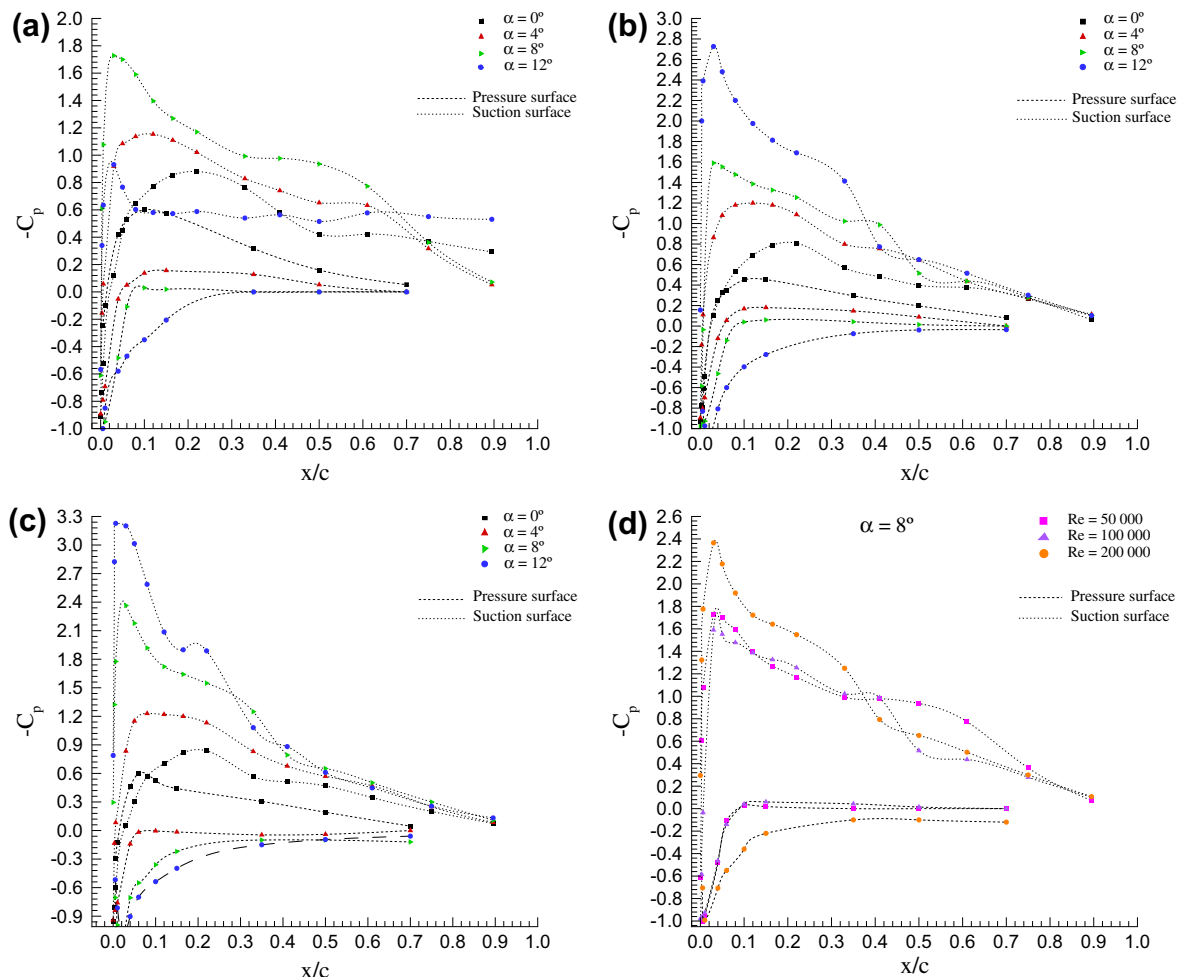 (a)
2.0
1.8
1.6
1.4
1.2
1.0
0.8
0.6
0.4
0.2
0.0
-0.2
-0.4
-0.6
-0.8
-1.0
-Cp
α = 0º
α = 4º
α = 8º
α = 12º
Pressure surface
Suction surface
0.0 0.1 0.2 0.3 0.4 0.5 0.6 0.7 0.8 0.9 1.0
x/c
(b)
3.0
2.8
2.6
2.4
2.2
2.0
1.8
1.6
1.4
1.2
1.0
0.8
0.6
0.4
0.2
0.0
-0.2
-0.4
-0.6
-0.8
-1.0
-Cp
α = 0º
α = 4º
α = 8º
α = 12º
Pressure surface
Suction surface
0.0 0.1 0.2 0.3 0.4 0.5 0.6 0.7 0.8 0.9 1.0
x/c
(c)
3.3
3.0
2.7
2.4
2.1
1.8
1.5
1.2
0.9
0.6
0.3
0.0
-0.3
-0.6
-0.9
-Cp
α = 0º
α = 4º
α = 8º
α = 12º
Pressure surface
Suction surface
0.0 0.1 0.2 0.3 0.4 0.5 0.6 0.7 0.8 0.9 1.0
x/c
(d)
α = 8º
2.6
2.4
2.2
2.0
1.8
1.6
1.4
1.2
1.0
0.8
0.6
0.4
0.2
0.0
-0.2
-0.4
-0.6
-0.8
-1.0
-Cp
Re = 50 000
Re = 100 000
Re = 200 000
Pressure surface
Suction surface
0.0 0.1 0.2 0.3 0.4 0.5 0.6 0.7 0.8 0.9 1.0
x/c